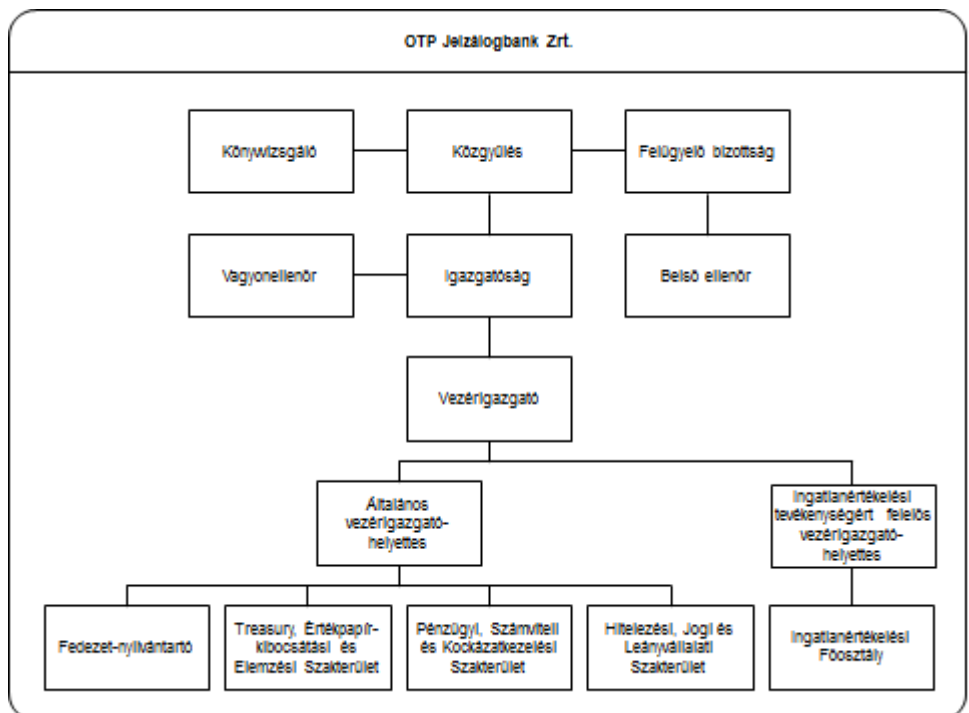 OTP Jelzálogbank Zrt.
Könyvvizsgáló
Közgyűlés
Felügyelő bizottság
Vagyonellenőr
Igazgatóság
Belső ellenőr
Vezérigazgató
Általános
vezérigazgató-
helyettes
Ingatlanértékelési
tevékenységért felelős
vezérigazgató-
helyettes
Fedezet-nyilvántartó
Treasury, Értékpapír-
kibocsátási és
Elemzési Szakterület
Pénzügyi, Számviteli
és Kockázatkezelési
Szakterület
Hitelezési, Jogi és
Leányvállalati
Szakterület
Ingatlanértékelési
Főosztály